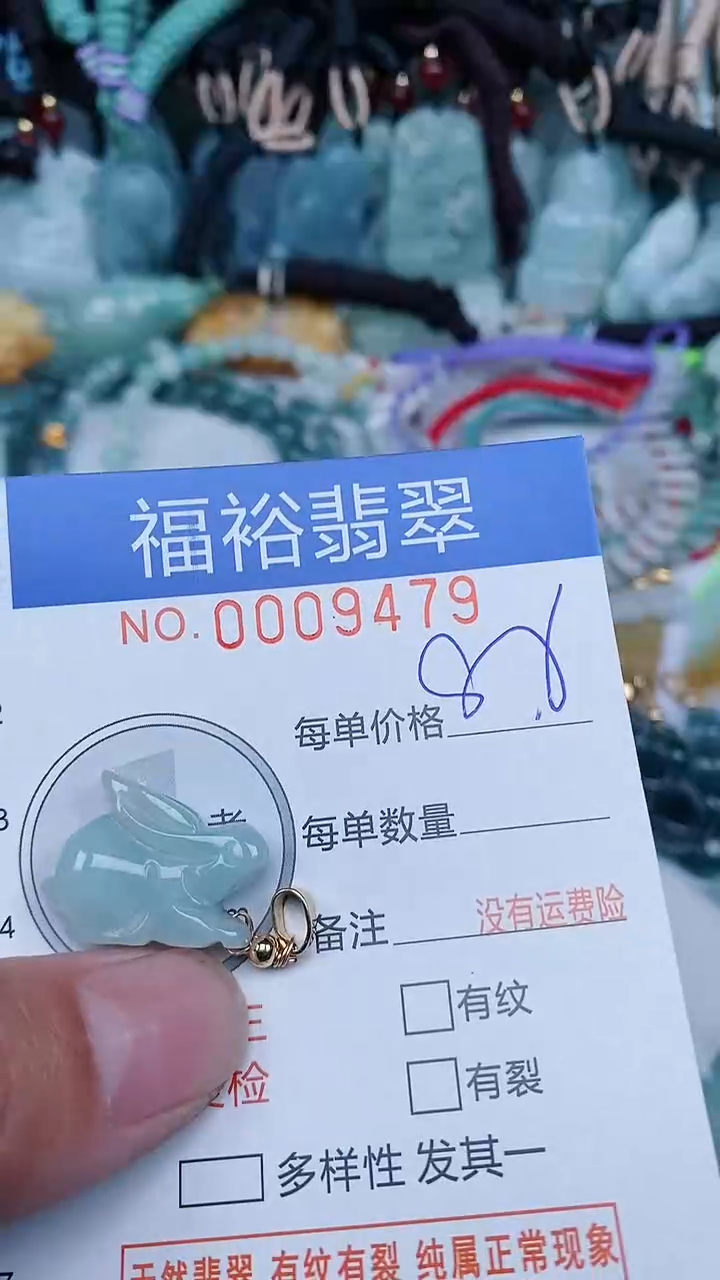 福裕翡翠
NO.0009479
每单价格
每单数量
备注 没有运费险
有纹
检
有裂
多样性 发其一
天然翡翠 有纹有裂 纯属正常现象